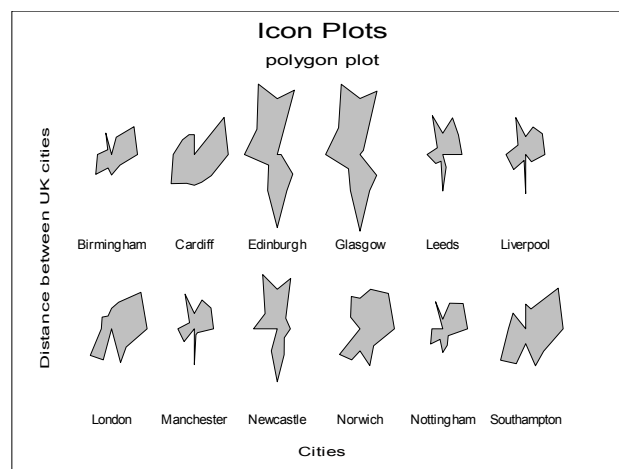 Icon Plots
polygon plot
Distance between UK cities
Birmingham Cardiff Edinburgh Glasgow Leeds Liverpool
London Manchester Newcastle Norwich Nottingham Southampton
Cities